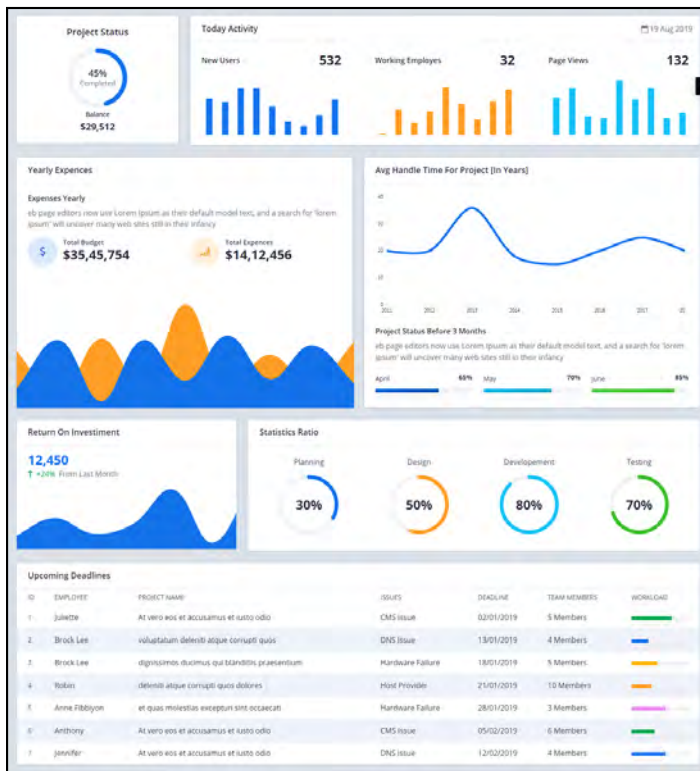 Project Status
45%
Completed
Balance
$29,512
Today Activity
19 Aug 2019
New Users 532
Working Employes 32
Page Views 132
Yearly Expences
Expenses Yearly
eb page editors now use Lorem Ipsum as their default model text, and a search for 'lorem
ipsum' will uncover many web sites still in their infancy
Total Budget
$35,45,754
Total Expences
$14,12,456
Avg Handle Time For Project [In Years]
2011 2012 2013 2014 2015 2016 2017
Project Status Before 3 Months
eb page editors now use Lorem Ipsum as their default model text, and a search for 'lorem
ipsum' will uncover many web sites still in their infancy
April 65% May 70% June 85%
Return On Investiment
12,450
+24% From Last Month
Statistics Ratio
Planning Design Developement Testing
30% 50% 80% 70%
Upcoming Deadlines
ID EMPLOYEE PROJECT NAME ISSUES DEADLINE TEAM MEMBERS WORKLOAD
1 Juliette At vero eos et accusamus et iusto odio CMS Issue 02/01/2019 5 Members
2 Brock Lee voluptatum deleniti atque corrupti quos DNS Issue 13/01/2019 4 Members
3 Brock Lee dignissimos ducimus qui blanditiis praesentium Hardware Failure 18/01/2019 5 Members
4 Robin deleniti atque corrupti quos dolores Host Provider 21/01/2019 10 Members
5 Anne Fibbiyon et quas molestias excepturi sint occaecati Hardware Failure 28/01/2019 3 Members
6 Anthony At vero eos et accusamus et iusto odio CMS Issue 05/02/2019 6 Members
7 Jennifer At vero eos et accusamus et iusto odio DNS Issue 12/02/2019 4 Members